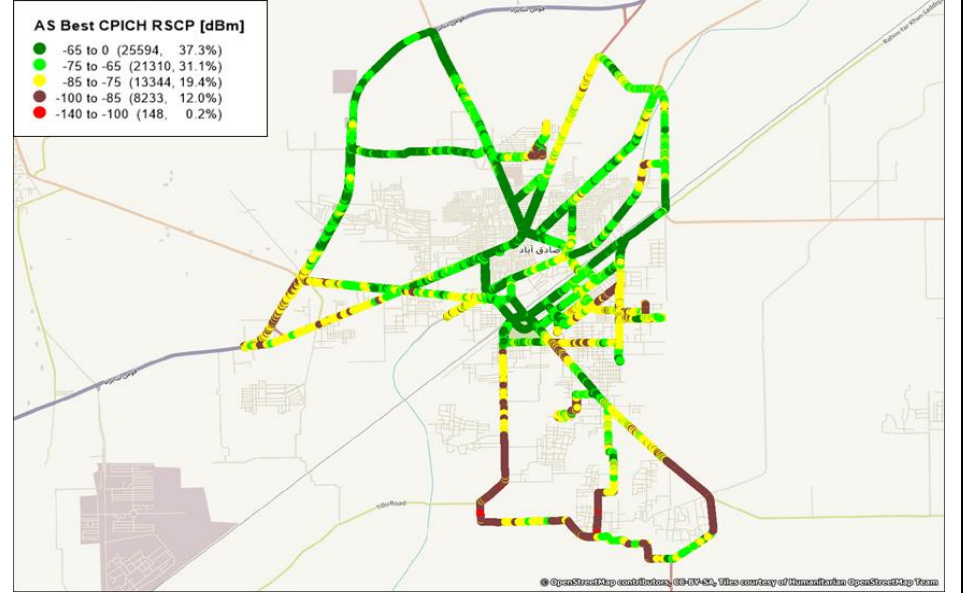 AS Best CPICH RSCP [dBm]
-65 to 0 (25594, 37.3%)
-75 to -65 (21310, 31.1%)
-85 to -75 (13344, 19.4%)
-100 to -85 (8233, 12.0%)
-140 to -100 (148, 0.2%)
صادق آباد
Road
© OpenStreetMap contributors, CC-BY-SA, Tiles courtesy of Humanitarian OpenStreetMap Team